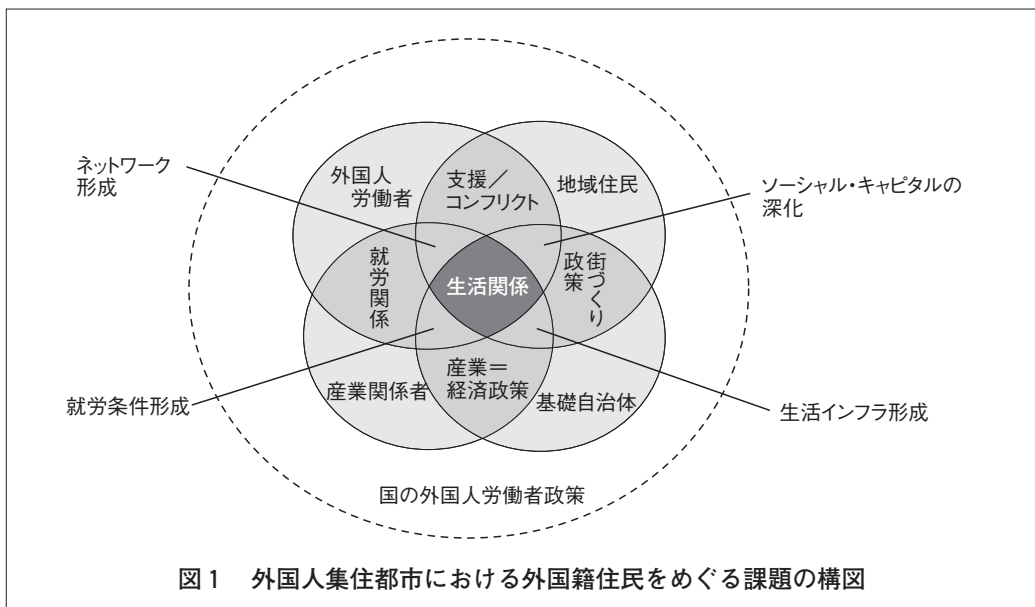 ネットワーク
形成
外国人
労働者
支援／
コンフリクト
地域住民
ソーシャル・キャピタルの
深化
就労関係
生活関係
街づくり
政策
就労条件形成
産業関係者
産業＝
経済政策
基礎自治体
生活インフラ形成
国の外国人労働者政策
図1　外国人集住都市における外国籍住民をめぐる課題の構図